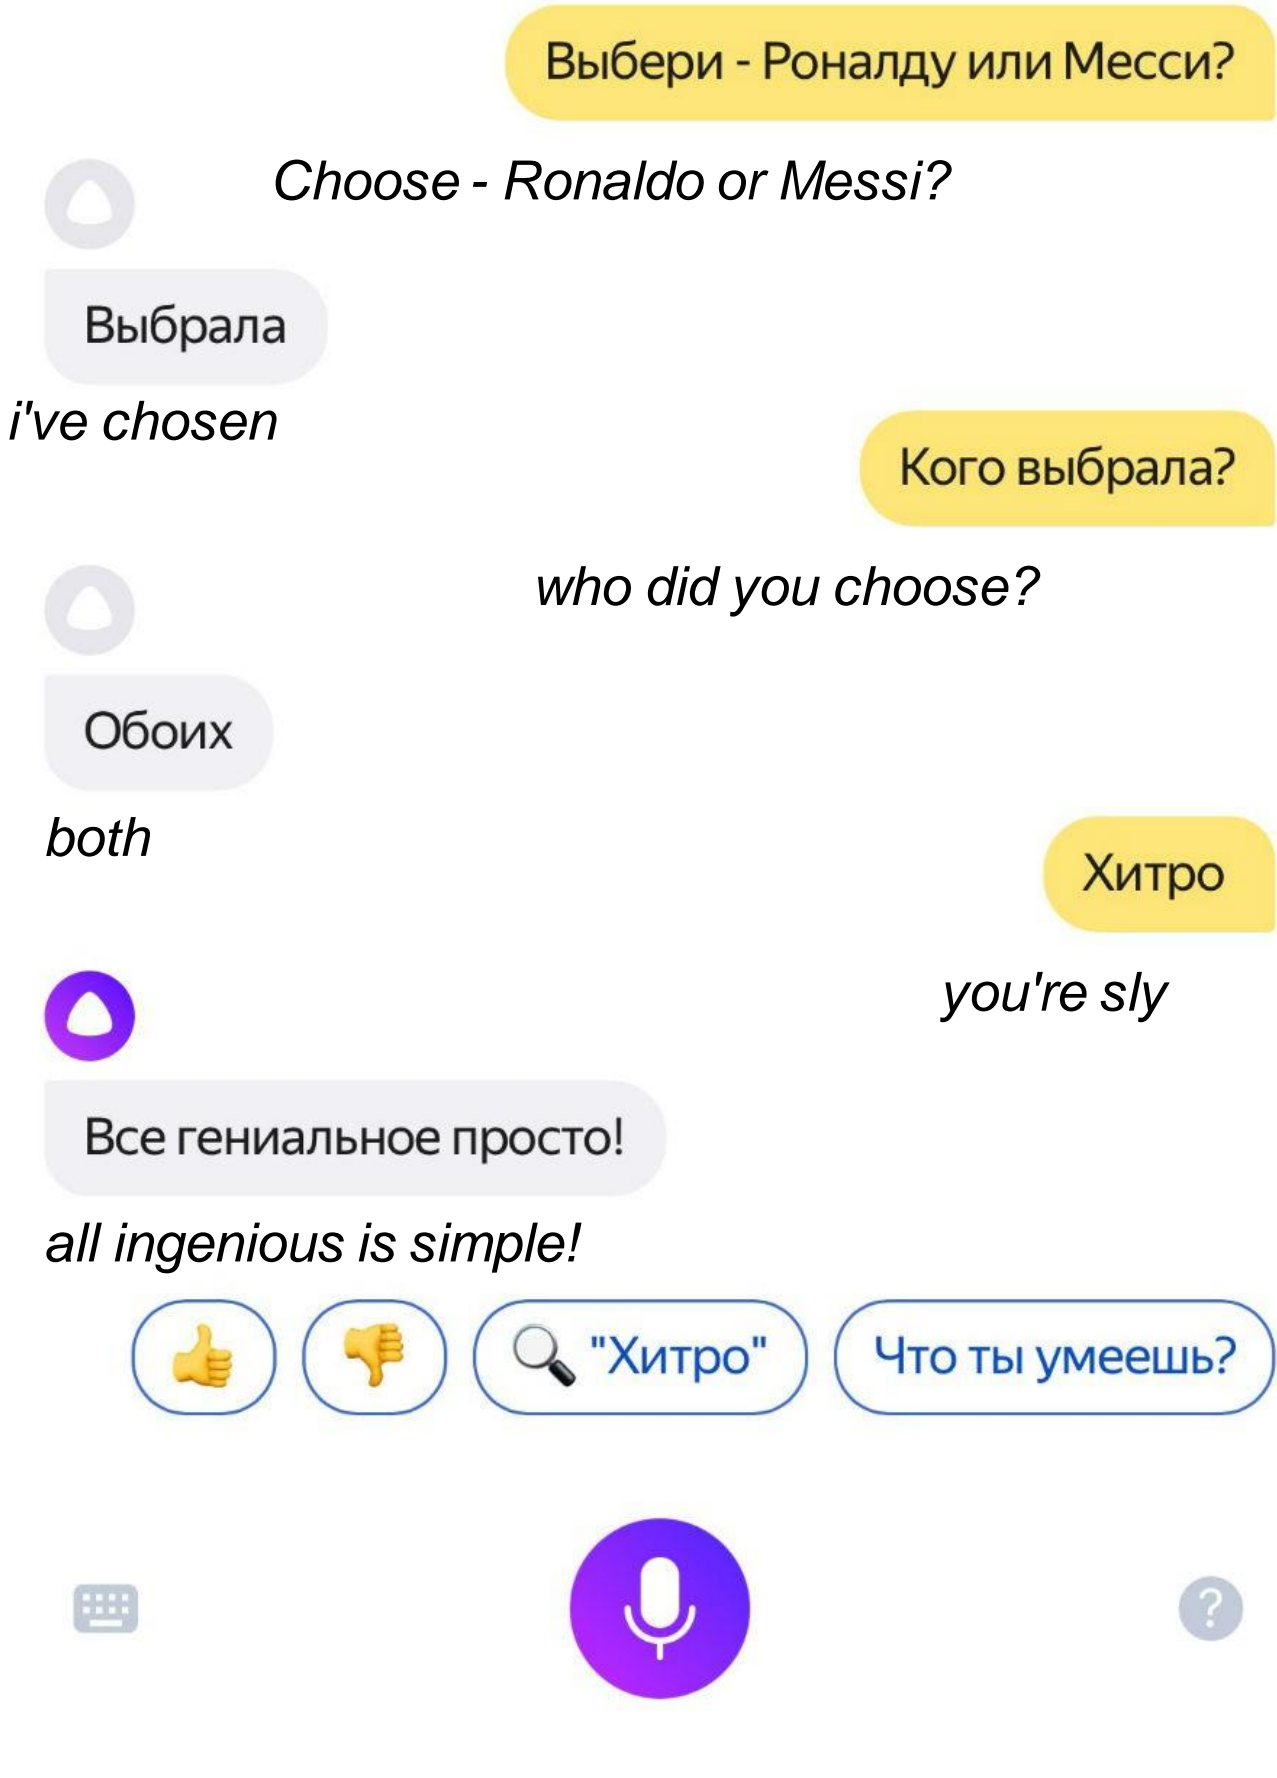 Выбери - Роналду или Месси?
Choose - Ronaldo or Messi?
Выбрала
i've chosen
Кого выбрала?
who did you choose?
Обоих
both
Хитро
you're sly
Все гениальное просто!
all ingenious is simple!
"Хитро" Что ты умеешь?
?